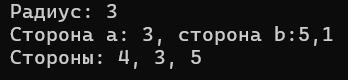 Радиус: 3
Сторона a: 3, сторона b:5,1
Стороны: 4, 3, 5